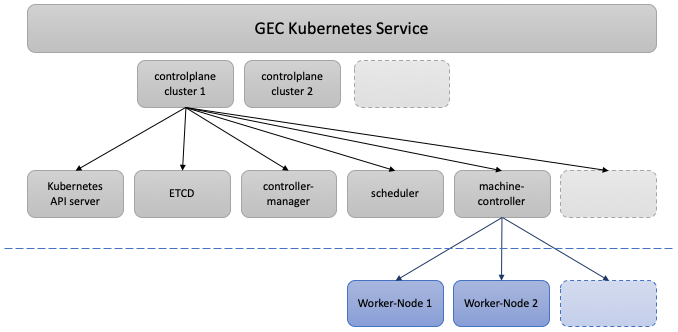 GEC Kubernetes Service
controlplane
cluster 1
controlplane
cluster 2
Kubernetes
API server
ETCD
controller-
manager
scheduler
machine-
controller
Worker-Node 1
Worker-Node 2